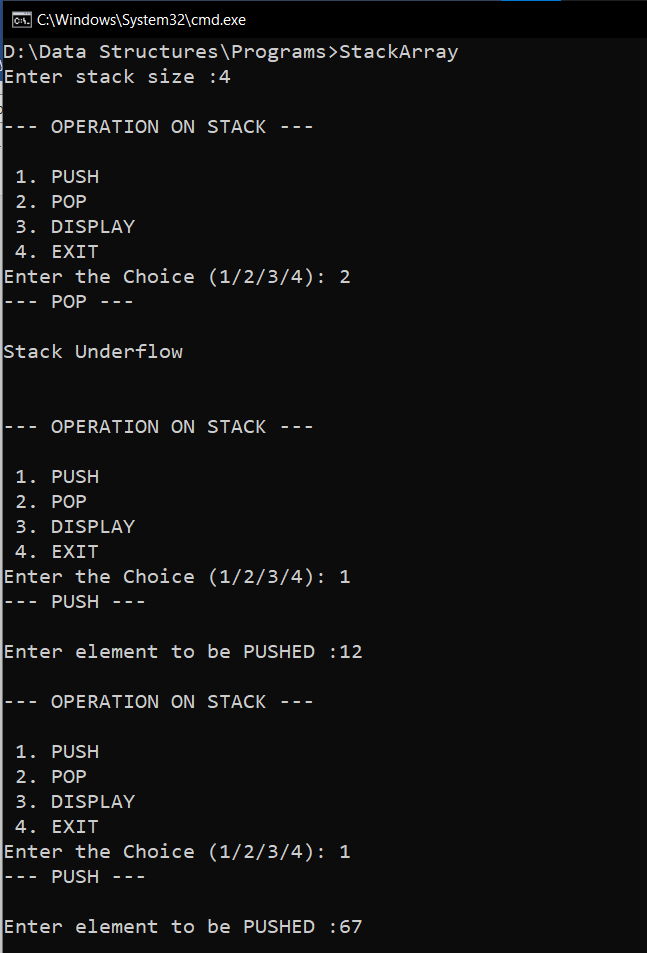 C:\Windows\System32\cmd.exe
D:\Data Structures\Programs>StackArray
Enter stack size :4
--- OPERATION ON STACK ---
1. PUSH
2. POP
3. DISPLAY
4. EXIT
Enter the Choice (1/2/3/4): 2
--- POP ---
Stack Underflow
--- OPERATION ON STACK ---
1. PUSH
2. POP
3. DISPLAY
4. EXIT
Enter the Choice (1/2/3/4): 1
--- PUSH ---
Enter element to be PUSHED :12
--- OPERATION ON STACK ---
1. PUSH
2. POP
3. DISPLAY
4. EXIT
Enter the Choice (1/2/3/4): 1
--- PUSH ---
Enter element to be PUSHED :67